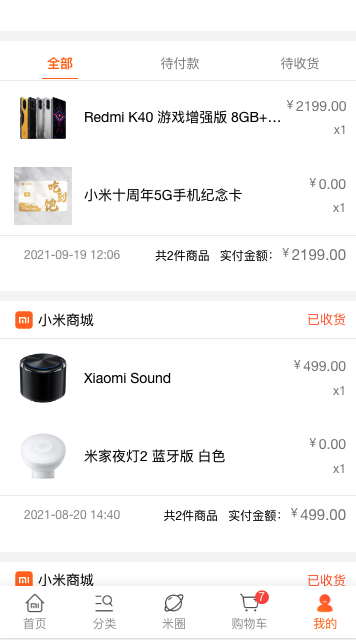 全部 待付款 待收货
Redmi K40 游戏增强版 8GB+... ¥2199.00
x1
吃到饱
小米十周年5G手机纪念卡 ¥0.00
x1
2021-09-19 12:06 共2件商品 实付金额: ¥2199.00
小米商城 已收货
Xiaomi Sound ¥499.00
x1
米家夜灯2 蓝牙版 白色 ¥0.00
x1
2021-08-20 14:40 共2件商品 实付金额: ¥499.00
小米商城 已收货
7
首页 分类 米圈 购物车 我的